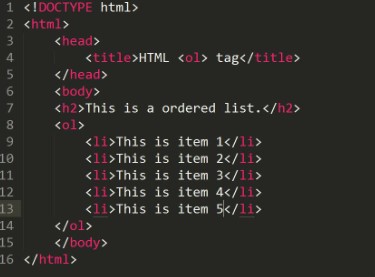 1 <!DOCTYPE html>
2 <html>
3 <head>
4 <title>HTML <ol> tag</title>
5 </head>
6 <body>
7 <h2>This is a ordered list.</h2>
8 <ol>
9 <li>This is item 1</li>
10 <li>This is item 2</li>
11 <li>This is item 3</li>
12 <li>This is item 4</li>
13 <li>This is item 5</li>
14 </ol>
15 </body>
16 </html>